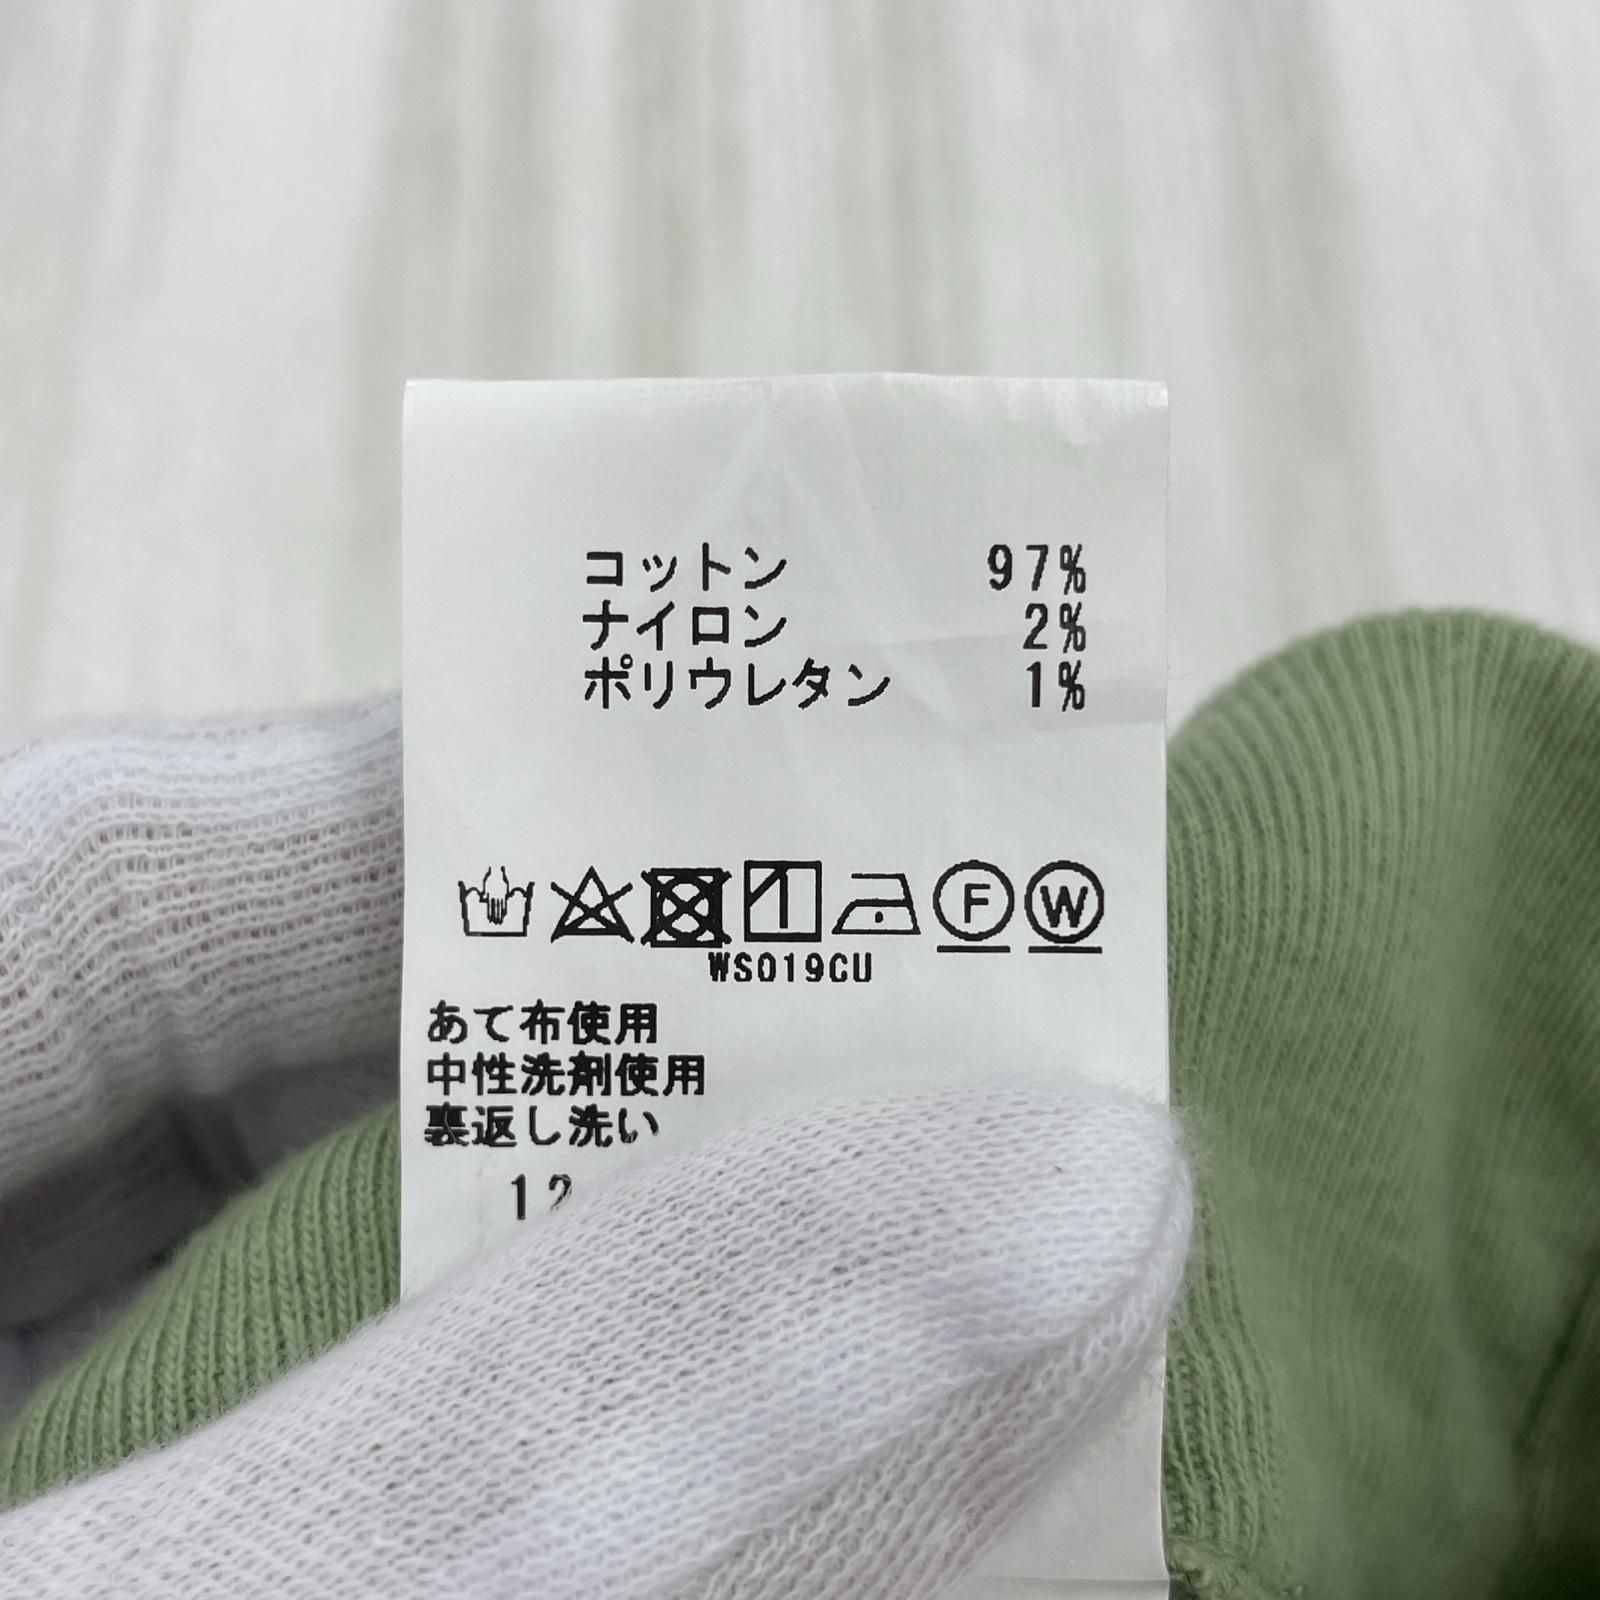 コットン 97%
ナイロン 2%
ポリウレタン 1%
F W
WS019CU
あて布使用
中性洗剤使用
裏返し洗い
12